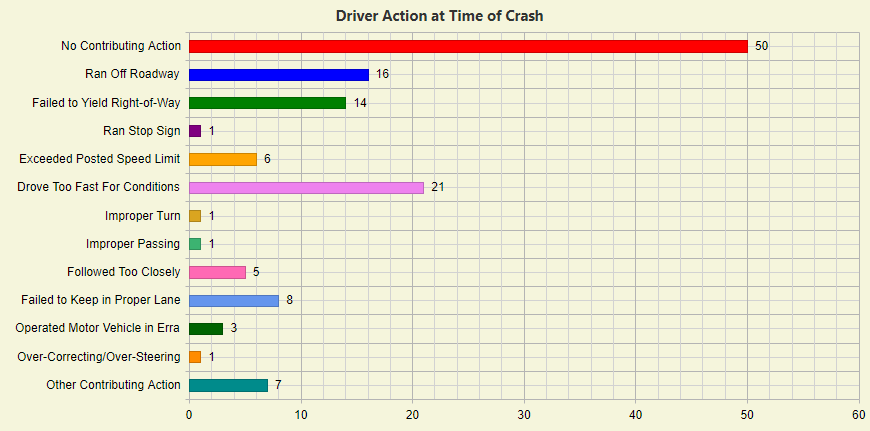 Driver Action at Time of Crash
No Contributing Action 50
Ran Off Roadway 16
Failed to Yield Right-of-Way 14
Ran Stop Sign 1
Exceeded Posted Speed Limit 6
Drove Too Fast For Conditions 21
Improper Turn 1
Improper Passing 1
Followed Too Closely 5
Failed to Keep in Proper Lane 8
Operated Motor Vehicle in Erra 3
Over-Correcting/Over-Steering 1
Other Contributing Action 7
0 10 20 30 40 50 60